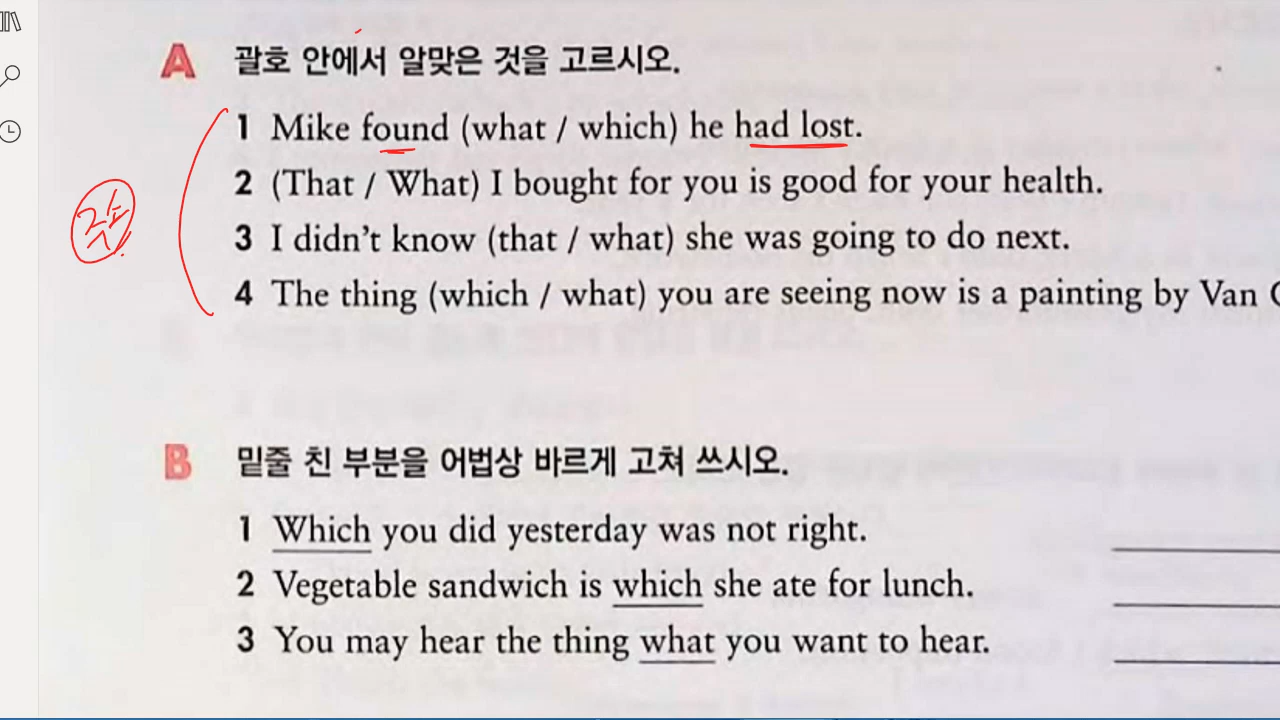 A 괄호 안에서 알맞은 것을 고르시오.
1 Mike found (what / which) he had lost.
2 (That / What) I bought for you is good for your health.
3 I didn't know (that / what) she was going to do next.
4 The thing (which / what) you are seeing now is a painting by Van
B 밑줄 친 부분을 어법상 바르게 고쳐 쓰시오.
1 Which you did yesterday was not right.
2 Vegetable sandwich is which she ate for lunch.
3 You may hear the thing what you want to hear.